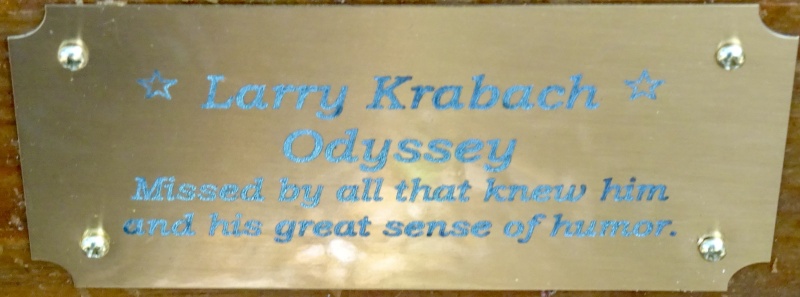 ☆ Larry Krabach ☆
Odyssey
Missed by all that knew him
and his great sense of humor.